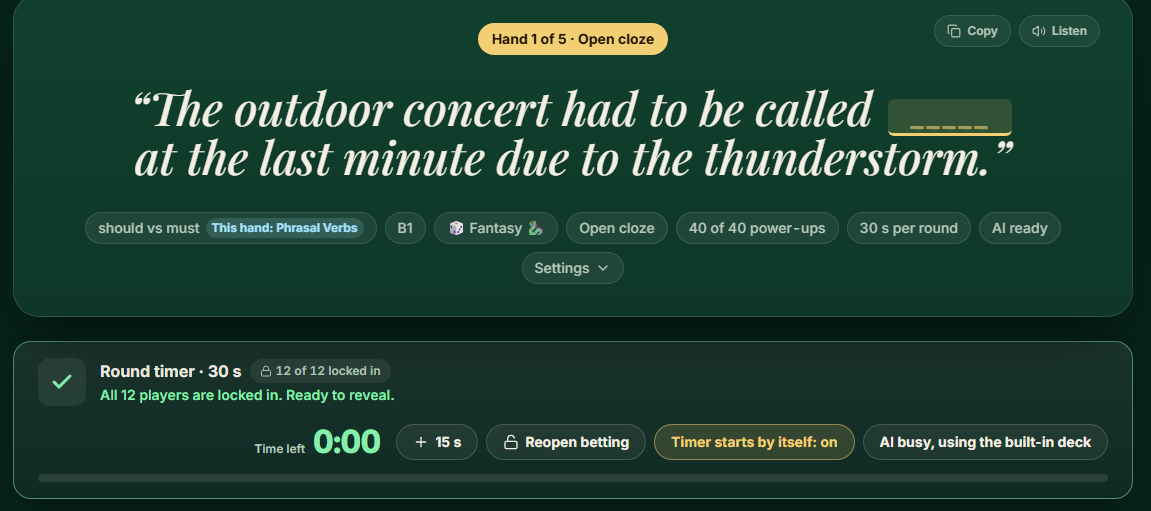 Hand 1 of 5 · Open cloze
Copy
Listen
“The outdoor concert had to be called _____
at the last minute due to the thunderstorm.”
should vs must This hand: Phrasal Verbs
B1
🎲 Fantasy 🐉
Open cloze
40 of 40 power-ups
30 s per round
AI ready
Settings
Round timer · 30 s
12 of 12 locked in
All 12 players are locked in. Ready to reveal.
Time left 0:00
+ 15 s
Reopen betting
Timer starts by itself: on
AI busy, using the built-in deck